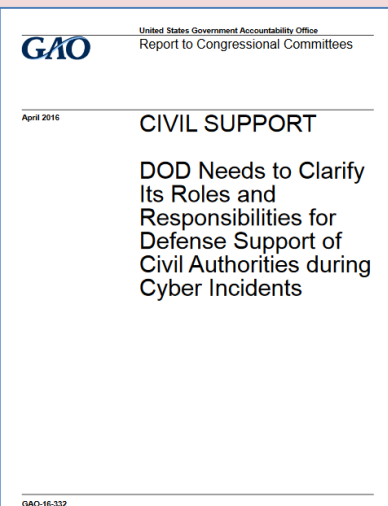 United States Government Accountability Office
GAO
Report to Congressional Committees
April 2016
CIVIL SUPPORT
DOD Needs to Clarify
Its Roles and
Responsibilities for
Defense Support of
Civil Authorities during
Cyber Incidents
GAO-16-332